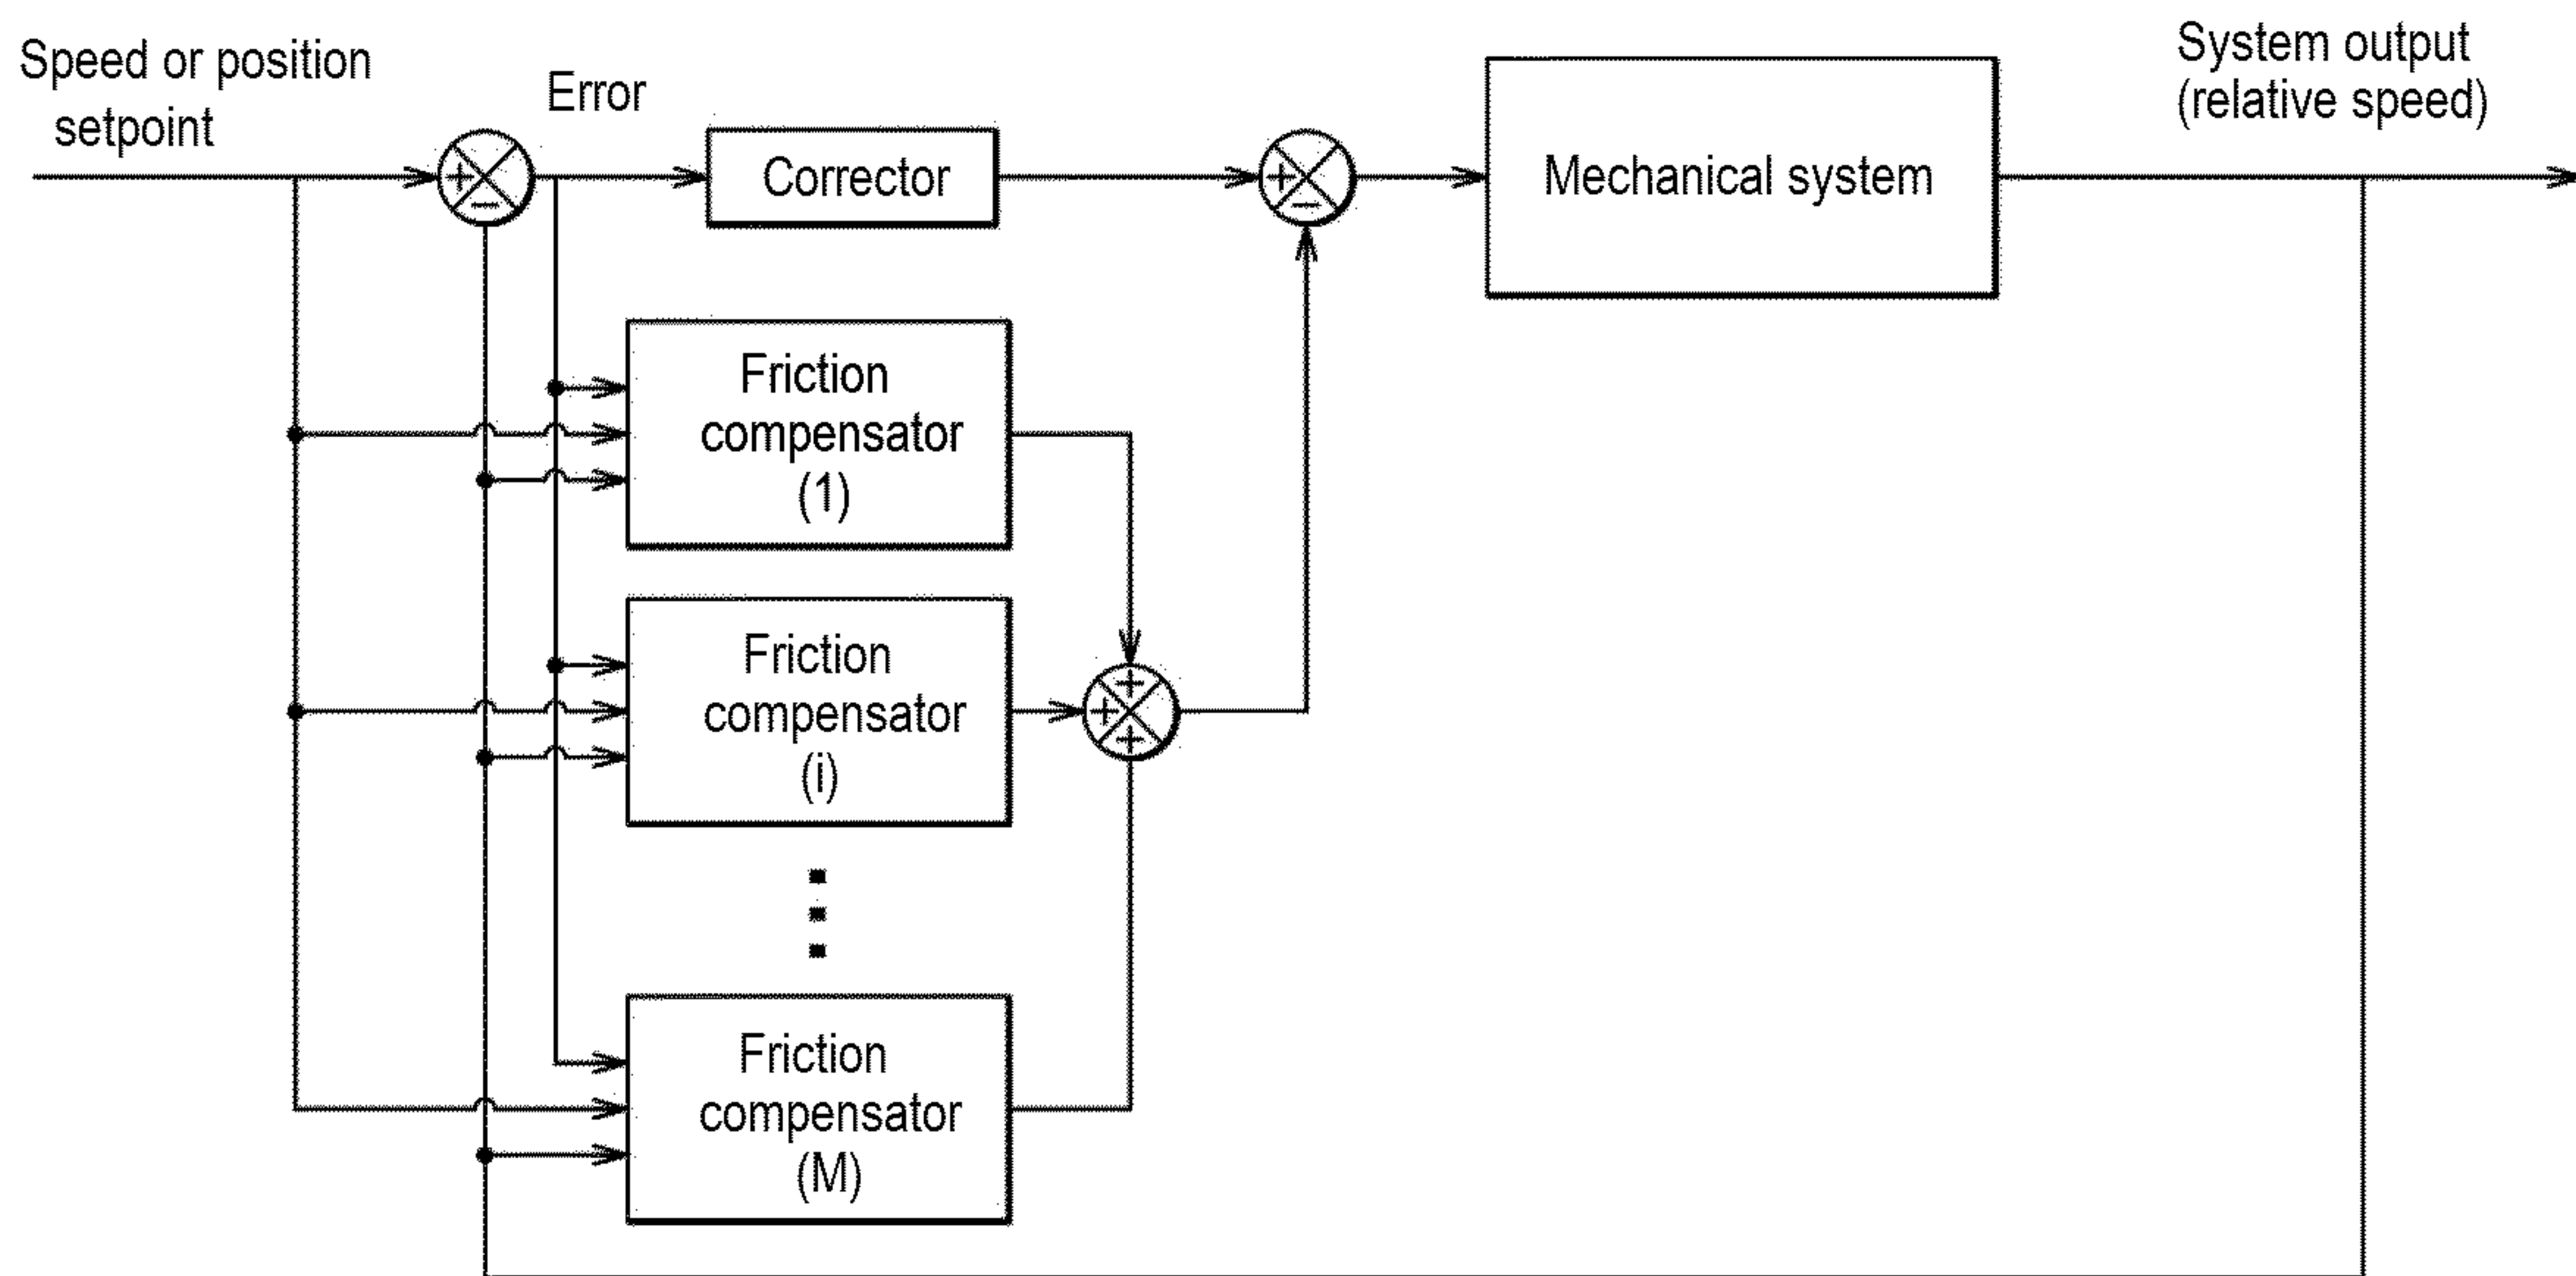 Speed or position
setpoint
Error
Corrector
Mechanical system
System output
(relative speed)
+
−
+
−
Friction
compensator
(1)
Friction
compensator
(i)
+
+
+
Friction
compensator
(M)